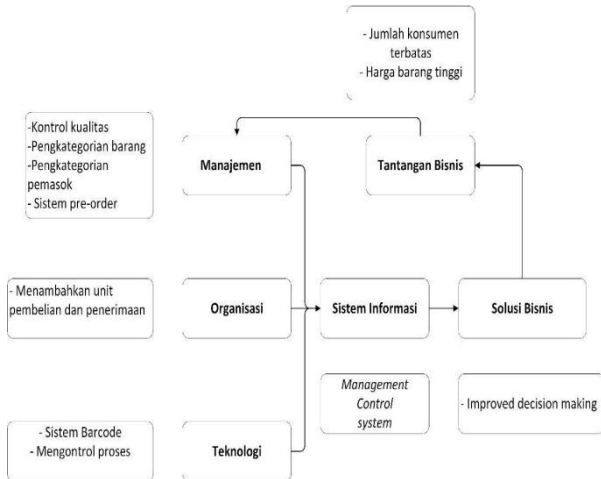 - Jumlah konsumen
terbatas
- Harga barang tinggi
-Kontrol kualitas
-Pengkategorian barang
-Pengkategorian
pemasok
- Sistem pre-order
Manajemen
Tantangan Bisnis
- Menambahkan unit
pembelian dan penerimaan
Organisasi
Sistem Informasi
Solusi Bisnis
Management
Control
system
- Improved decision making
- Sistem Barcode
- Mengontrol proses
Teknologi